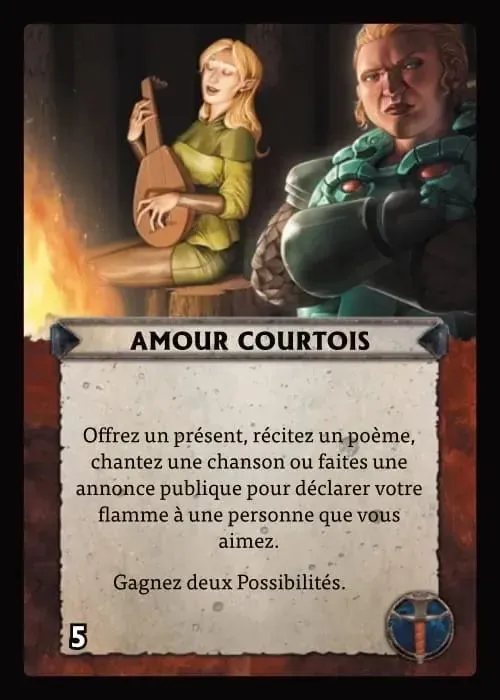 AMOUR COURTOIS
Offrez un présent, récitez un poème,
chantez une chanson ou faites une
annonce publique pour déclarer votre
flamme à une personne que vous
aimez.
Gagnez deux Possibilités.
5